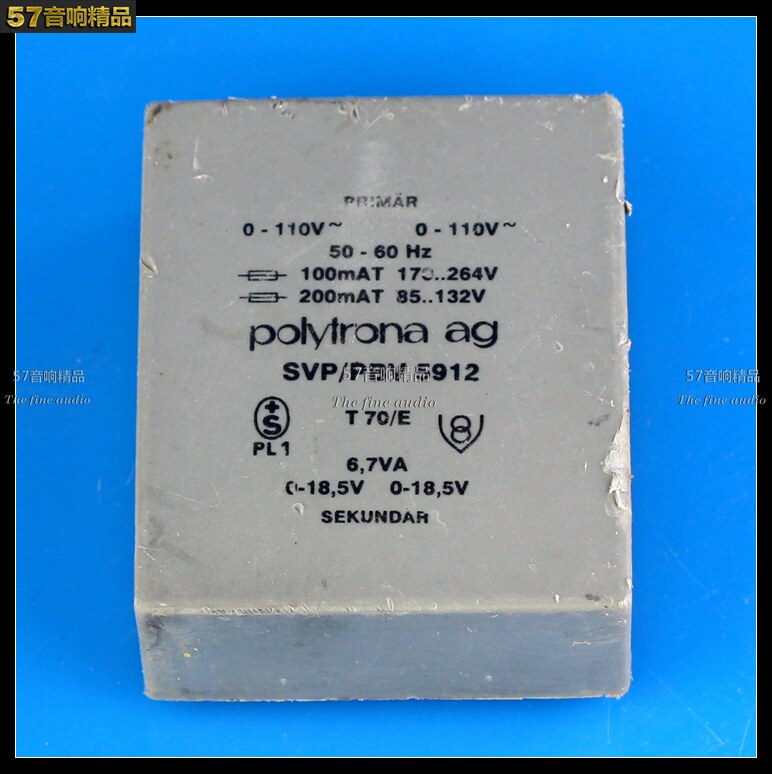 57音响精品
PRIMÄR
0 - 110V~ 0 - 110V~
50 - 60 Hz
100mAT ..264V
200mAT 85..132V
polytrona ag
57音响精品 57音响精品 57音响精品
5912
The fine audio The fine audio The fine audio
+S T 70/E 8
PL1
6,7VA
0-18,5V 0-18,5V
SEKUNDAR